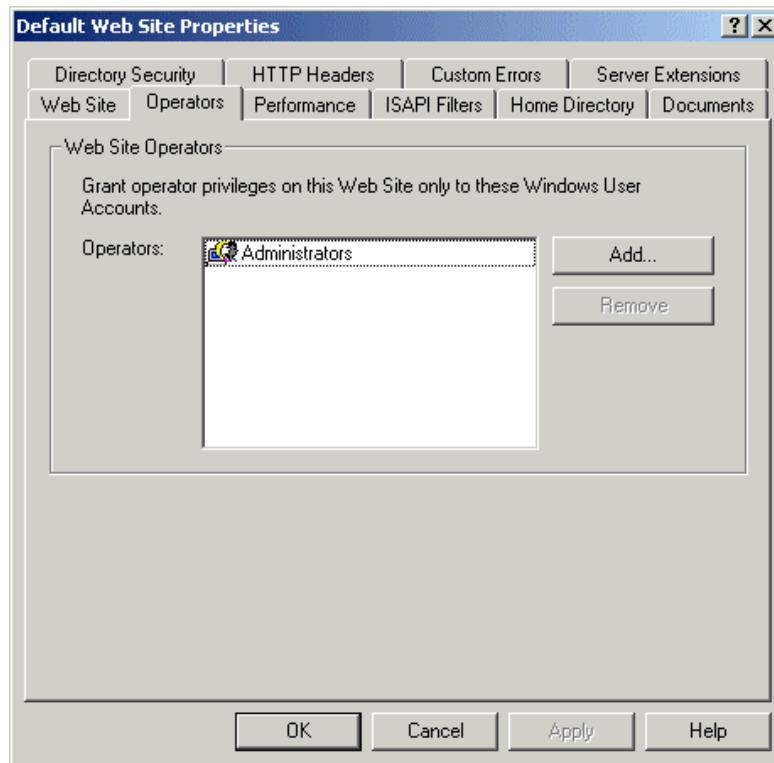 Default Web Site Properties
?
Directory Security HTTP Headers Custom Errors Server Extensions
Web Site Operators Performance ISAPI Filters Home Directory Documents
Web Site Operators
Grant operator privileges on this Web Site only to these Windows User
Accounts.
Operators: Administrators Add...
Remove
OK Cancel Apply Help